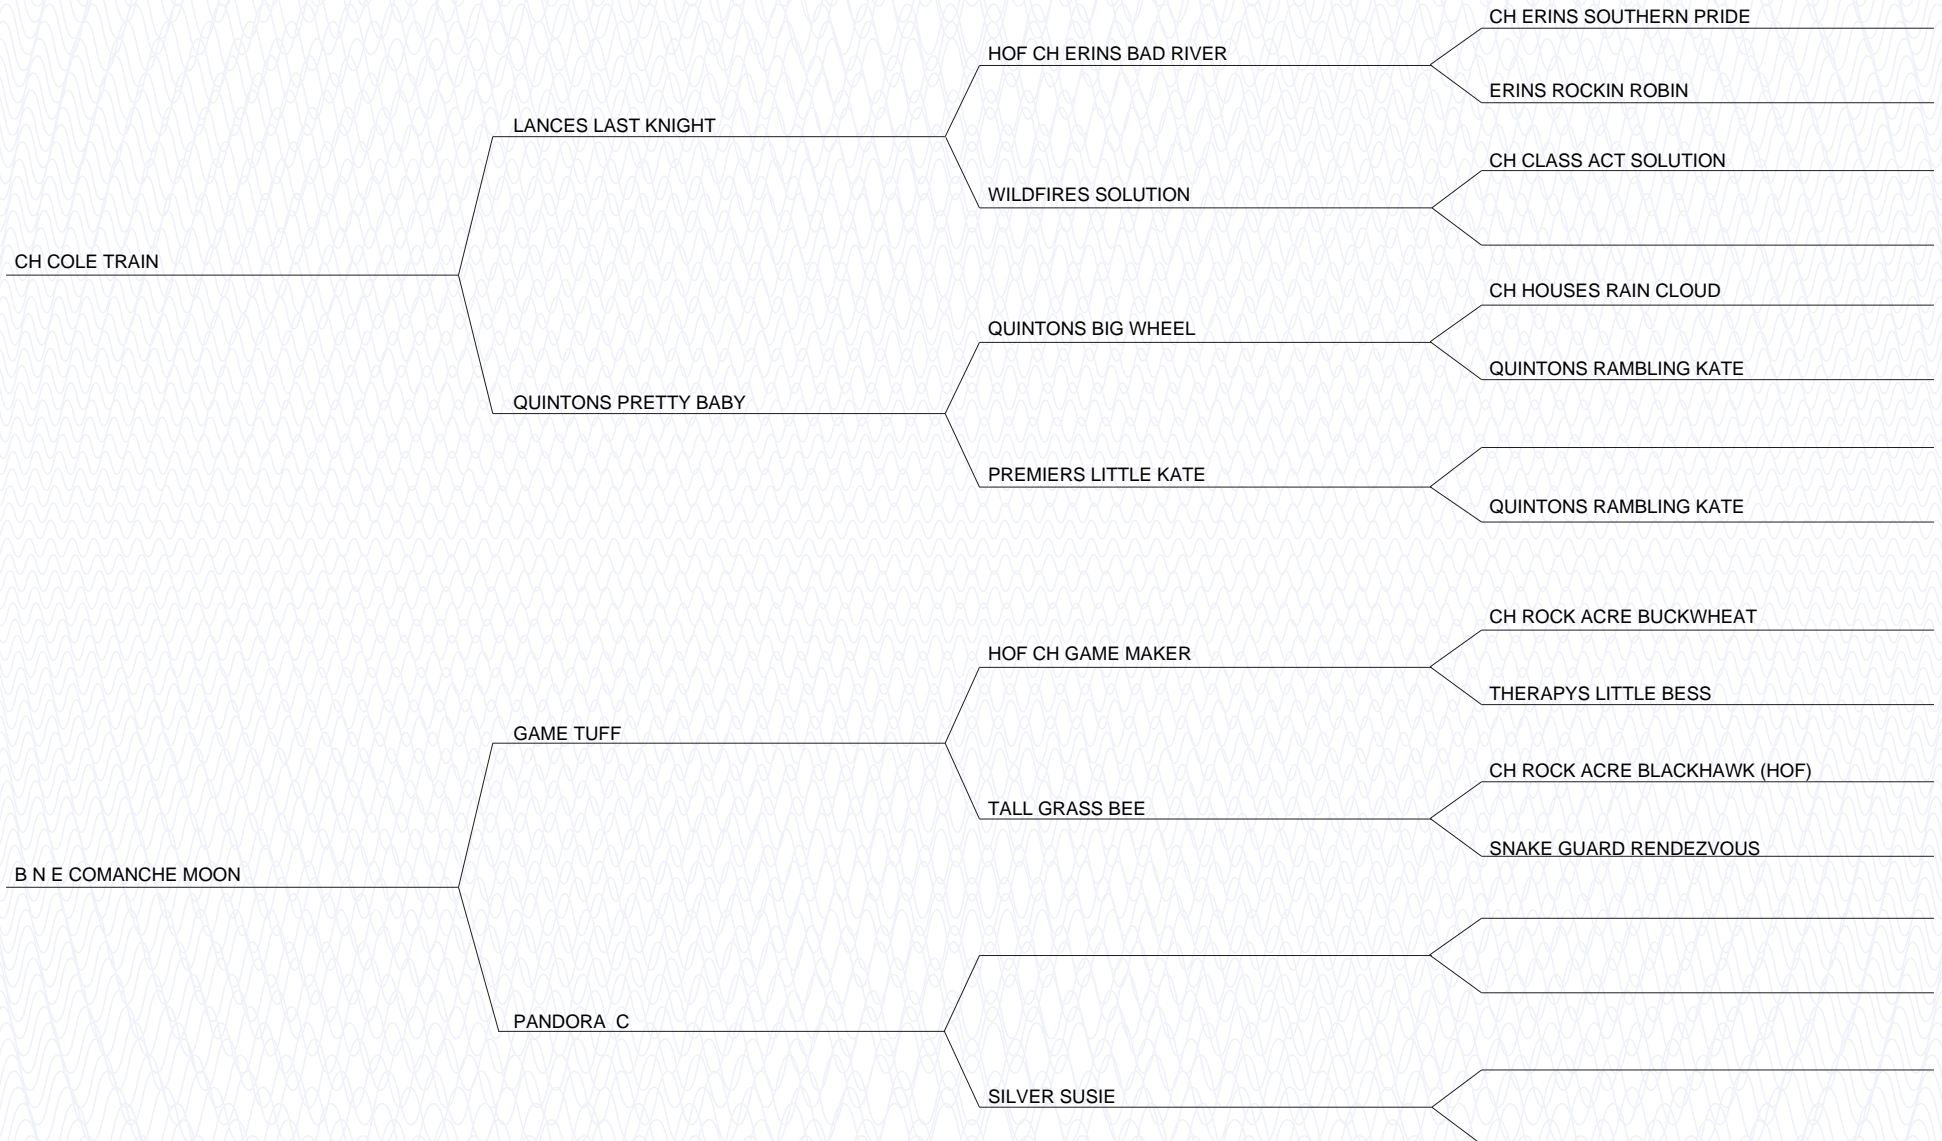 CH ERINS SOUTHERN PRIDE
HOF CH ERINS BAD RIVER
ERINS ROCKIN ROBIN
LANCES LAST KNIGHT
CH CLASS ACT SOLUTION
WILDFIRES SOLUTION
CH COLE TRAIN
CH HOUSES RAIN CLOUD
QUINTONS BIG WHEEL
QUINTONS RAMBLING KATE
QUINTONS PRETTY BABY
PREMIERS LITTLE KATE
QUINTONS RAMBLING KATE
CH ROCK ACRE BUCKWHEAT
HOF CH GAME MAKER
THERAPYS LITTLE BESS
GAME TUFF
CH ROCK ACRE BLACKHAWK (HOF)
TALL GRASS BEE
SNAKE GUARD RENDEZVOUS
B N E COMANCHE MOON
PANDORA  C
SILVER SUSIE